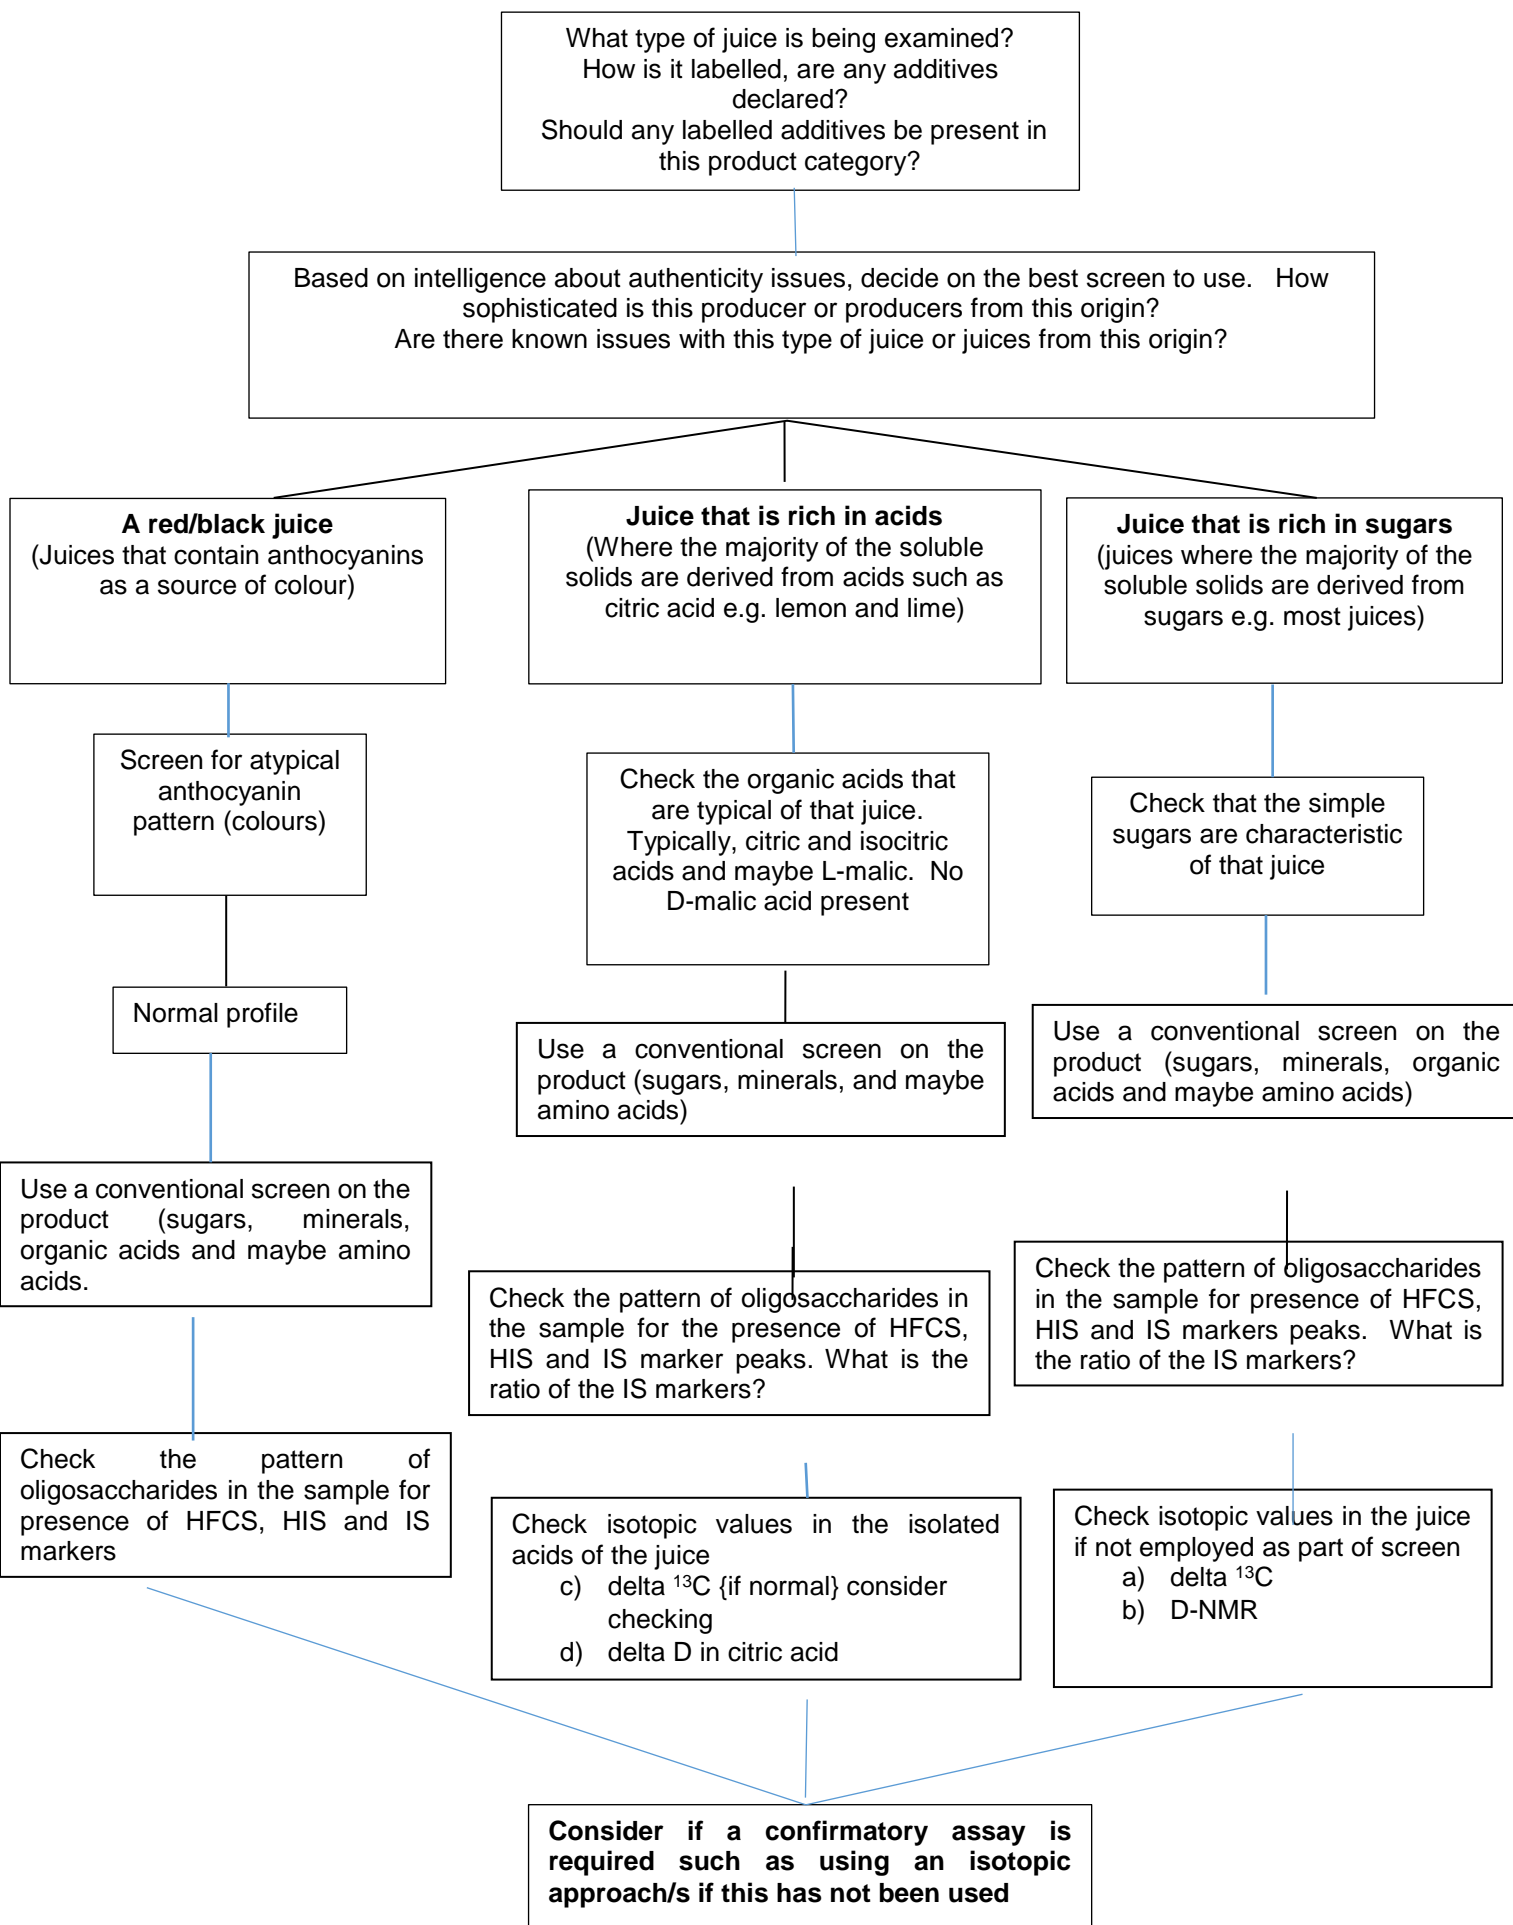 What type of juice is being examined?
How is it labelled, are any additives
declared?
Should any labelled additives be present in
this product category?
Based on intelligence about authenticity issues, decide on the best screen to use.   How
sophisticated is this producer or producers from this origin?
Are there known issues with this type of juice or juices from this origin?
A red/black juice
(Juices that contain anthocyanins
as a source of colour)
Juice that is rich in acids
(Where the majority of the soluble
solids are derived from acids such as
citric acid e.g. lemon and lime)
Juice that is rich in sugars
(juices where the majority of the
soluble solids are derived from
sugars e.g. most juices)
Screen for atypical
anthocyanin
pattern (colours)
Check the organic acids that
are typical of that juice.
Typically, citric and isocitric
acids and maybe L-malic.  No
D-malic acid present
Check that the simple
sugars are characteristic
of that juice
Normal profile
Use a conventional screen on the
product (sugars, minerals, and maybe
amino acids)
Use a conventional screen on the
product (sugars, minerals, organic
acids and maybe amino acids)
Use a conventional screen on the
product (sugars, minerals,
organic acids and maybe amino
acids.
Check the pattern of oligosaccharides in
the sample for the presence of HFCS,
HIS and IS marker peaks. What is the
ratio of the IS markers?
Check the pattern of oligosaccharides
in the sample for presence of HFCS,
HIS and IS markers peaks.  What is
the ratio of the IS markers?
Check the pattern of
oligosaccharides in the sample for
presence of HFCS, HIS and IS
markers
Check isotopic values in the isolated
acids of the juice
c) delta ¹³C {if normal} consider
checking
d) delta D in citric acid
Check isotopic values in the juice
if not employed as part of screen
a) delta ¹³C
b) D-NMR
Consider if a confirmatory assay is
required such as using an isotopic
approach/s if this has not been used